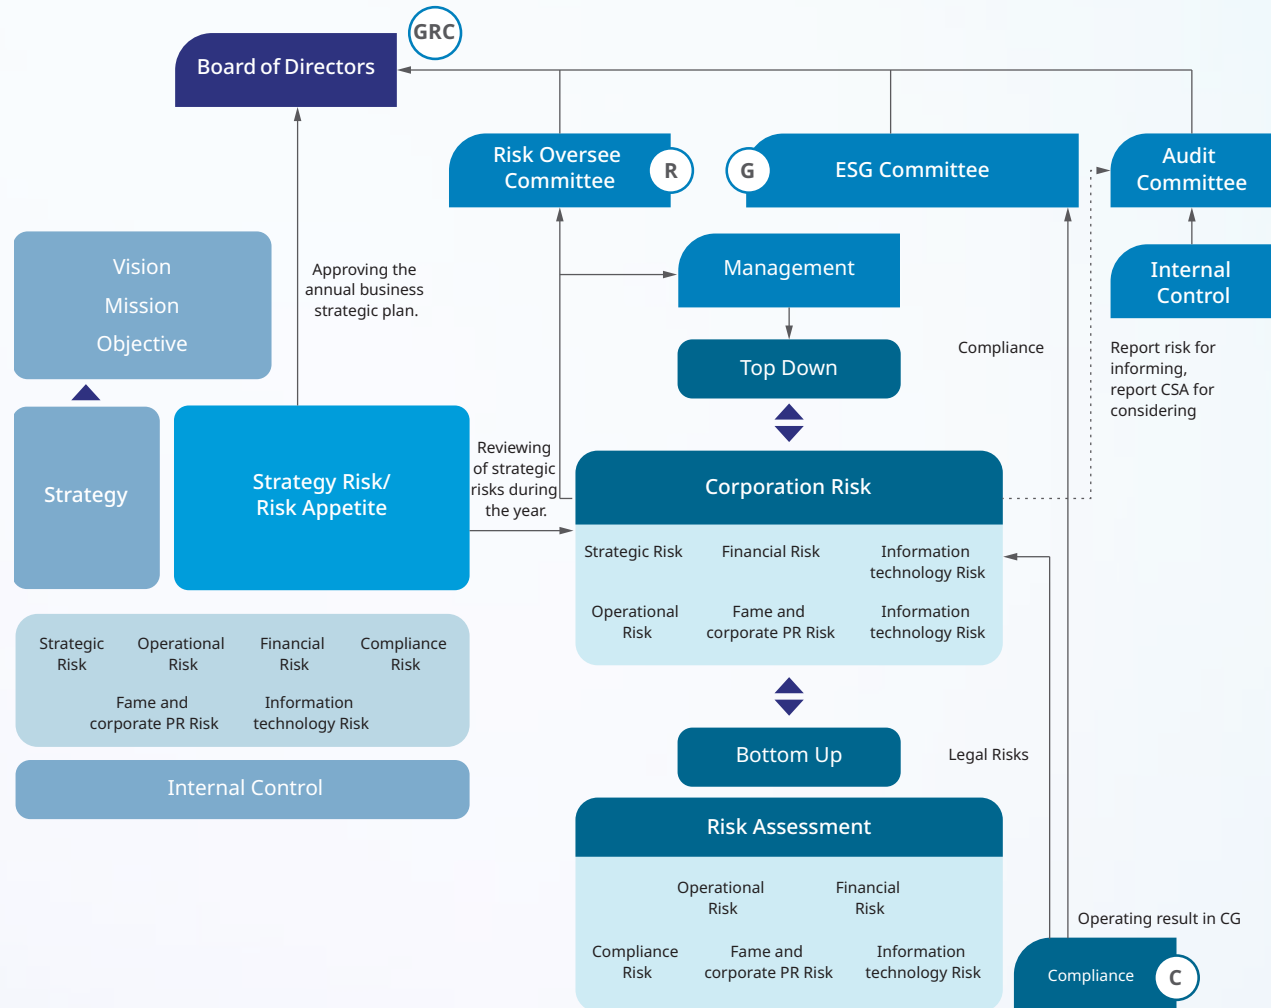 GRC
Board of Directors
Risk Oversee
Committee
R
G
ESG Committee
Audit
Committee
Vision
Mission
Objective
Approving the
annual business
strategic plan.
Management
Internal
Control
Top Down
Compliance
Report risk for
informing,
report CSA for
considering
Strategy
Strategy Risk/
Risk Appetite
Reviewing
of strategic
risks during
the year.
Corporation Risk
Strategic Risk
Financial Risk
Information
technology Risk
Operational
Risk
Fame and
corporate PR Risk
Information
technology Risk
Strategic
Risk
Operational
Risk
Financial
Risk
Compliance
Risk
Fame and
corporate PR Risk
Information
technology Risk
Internal Control
Bottom Up
Legal Risks
Risk Assessment
Operational
Risk
Financial
Risk
Compliance
Risk
Fame and
corporate PR Risk
Information
technology Risk
Operating result in CG
Compliance
C